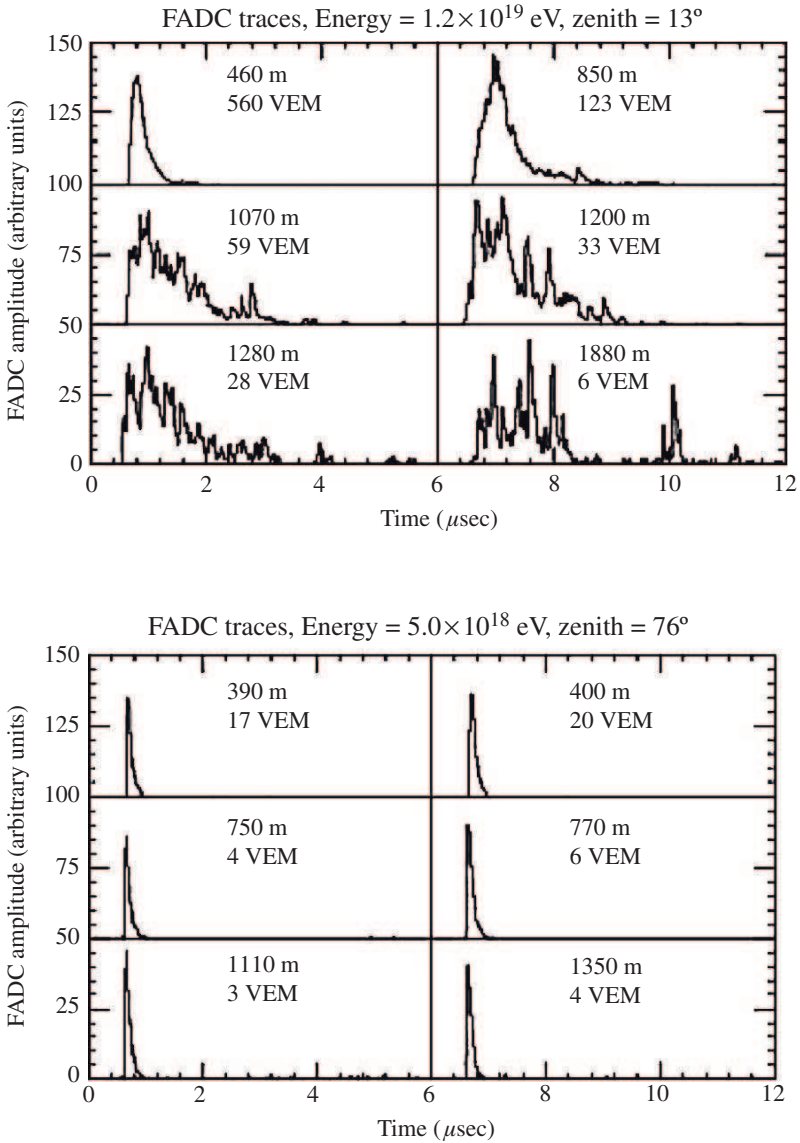 FADC traces, Energy = 1.2×10¹⁹ eV, zenith = 13º
FADC amplitude (arbitrary units)
150
125
100
75
50
25
0
460 m
560 VEM
850 m
123 VEM
1070 m
59 VEM
1200 m
33 VEM
1280 m
28 VEM
1880 m
6 VEM
0 2 4 6 8 10 12
Time (µsec)
FADC traces, Energy = 5.0×10¹⁸ eV, zenith = 76º
FADC amplitude (arbitrary units)
150
125
100
75
50
25
0
390 m
17 VEM
400 m
20 VEM
750 m
4 VEM
770 m
6 VEM
1110 m
3 VEM
1350 m
4 VEM
0 2 4 6 8 10 12
Time (µsec)